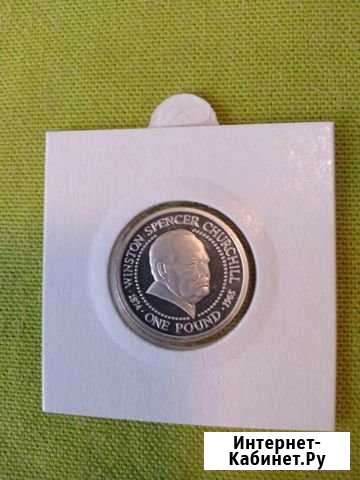 WINSTON SPENCER CHURCHILL
1874 · ONE POUND · 1965
Интернет-
Кабинет.Ру